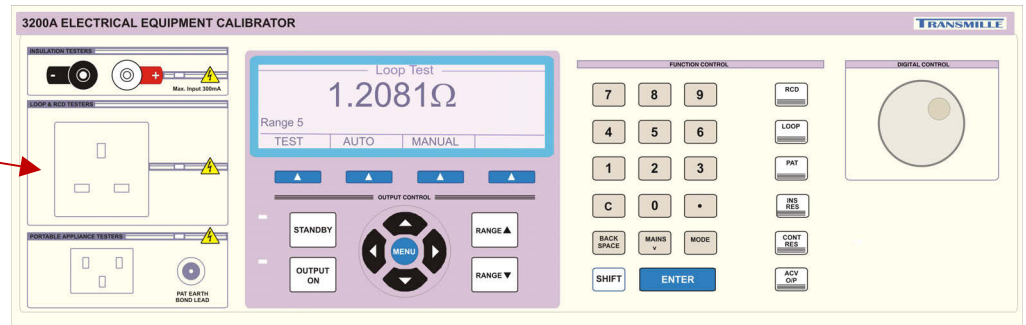 3200A ELECTRICAL EQUIPMENT CALIBRATOR
TRANSMILLE
INSULATION TESTERS
- +
Max. Input 300mA
LOOP & RCD TESTERS
PORTABLE APPLIANCE TESTERS
PAT EARTH
BOND LEAD
Loop Test
1.2081Ω
Range 5
TEST AUTO MANUAL
OUTPUT CONTROL
STANDBY
OUTPUT
ON
MENU
RANGE▲
RANGE▼
FUNCTION CONTROL
7 8 9
4 5 6
1 2 3
C 0 •
BACK
SPACE
MAINS
v
MODE
SHIFT
ENTER
RCD
LOOP
PAT
INS
RES
CONT
RES
ACV
O/P
DIGITAL CONTROL